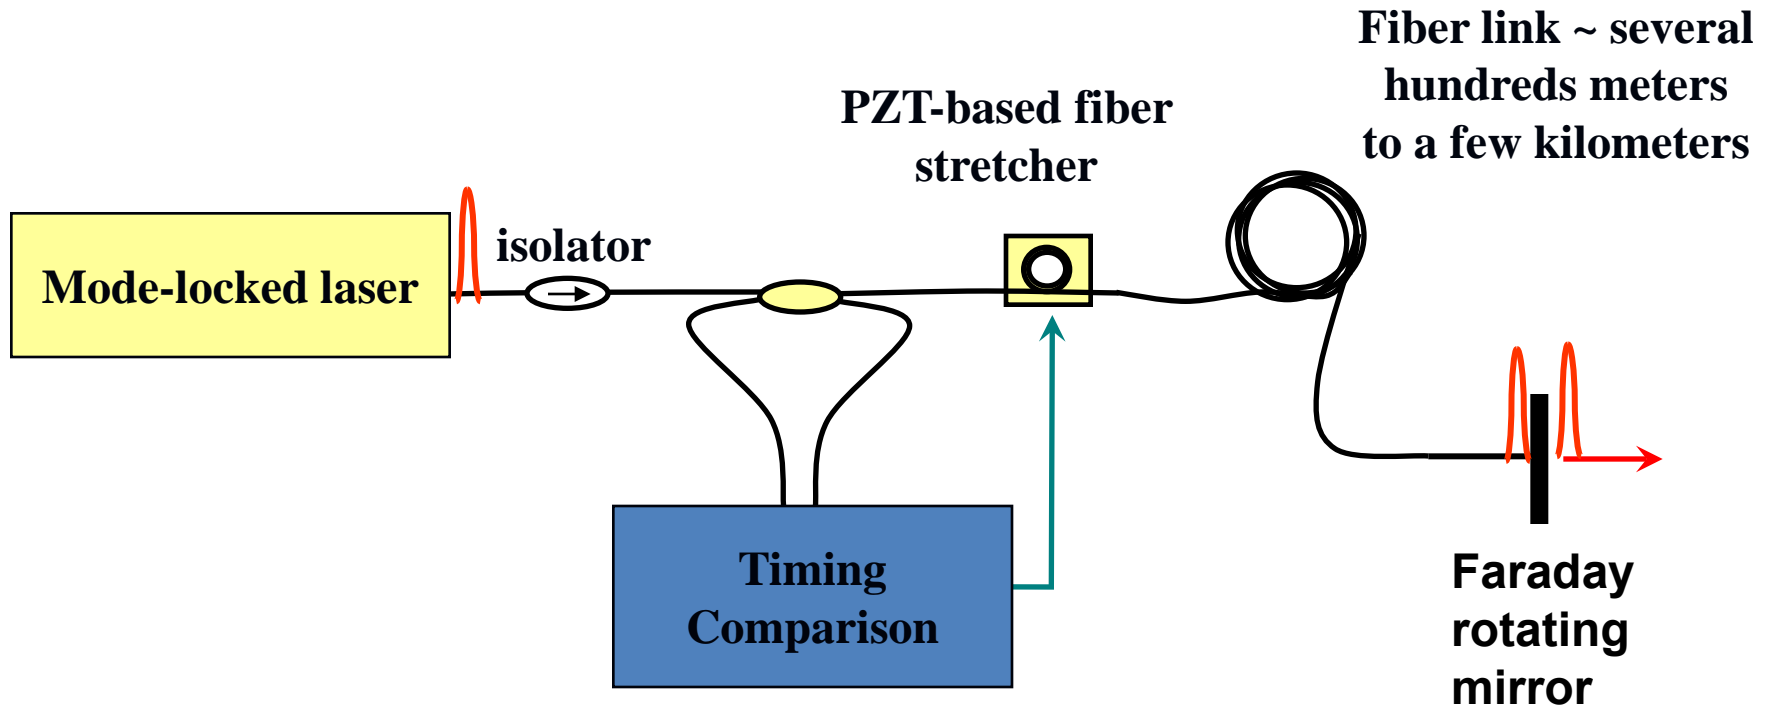 Fiber link ~ several
hundreds meters
to a few kilometers
PZT-based fiber
stretcher
isolator
Mode-locked laser
Timing
Comparison
Faraday
rotating
mirror